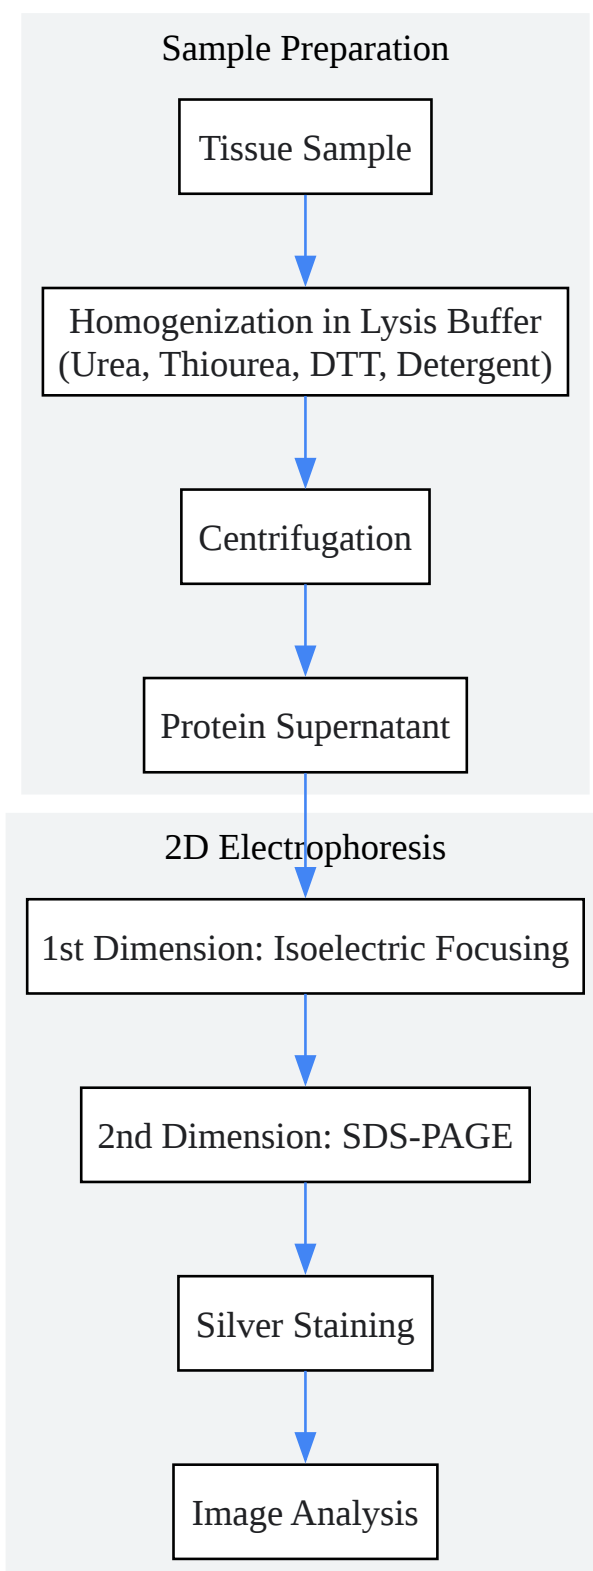 Sample Preparation
Tissue Sample
Homogenization in Lysis Buffer
(Urea, Thiourea, DTT, Detergent)
Centrifugation
Protein Supernatant
2D Electrophoresis
1st Dimension: Isoelectric Focusing
2nd Dimension: SDS-PAGE
Silver Staining
Image Analysis